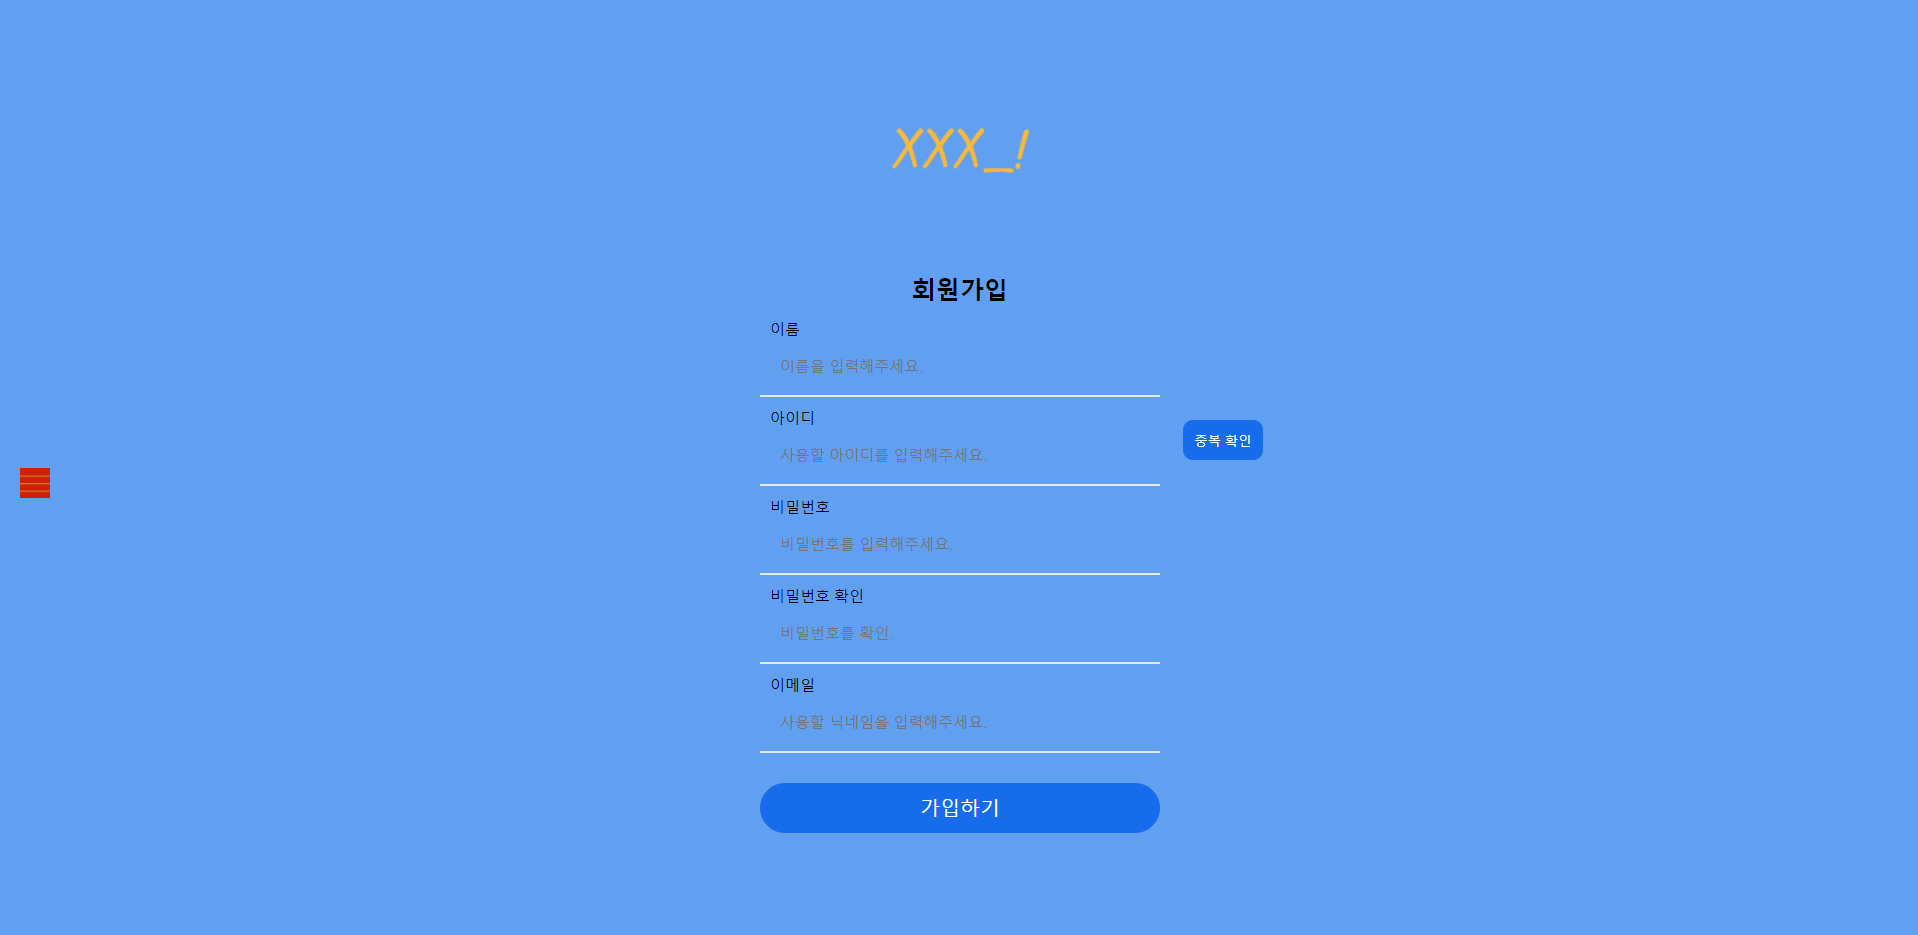 XXX_!
회원가입
이름
이름을 입력해주세요.
아이디
중복 확인
사용할 아이디를 입력해주세요.
비밀번호
비밀번호를 입력해주세요.
비밀번호 확인
비밀번호를 확인.
이메일
사용할 닉네임을 입력해주세요.
가입하기